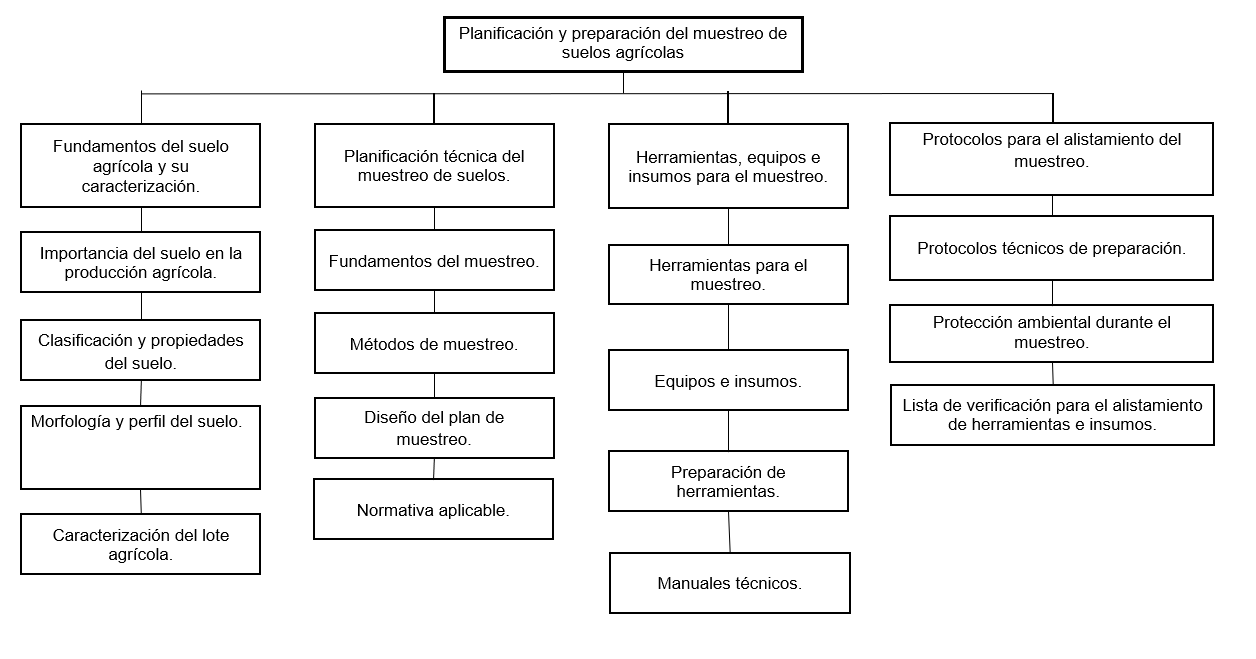 Planificación y preparación del muestreo de
suelos agrícolas
Fundamentos del suelo
agrícola y su
caracterización.
Importancia del suelo en la
producción agrícola.
Clasificación y propiedades
del suelo.
Morfología y perfil del suelo.
Caracterización del lote
agrícola.
Planificación técnica del
muestreo de suelos.
Fundamentos del muestreo.
Métodos de muestreo.
Diseño del plan de
muestreo.
Normativa aplicable.
Herramientas, equipos e
insumos para el muestreo.
Herramientas para el
muestreo.
Equipos e insumos.
Preparación de
herramientas.
Manuales técnicos.
Protocolos para el alistamiento del
muestreo.
Protocolos técnicos de preparación.
Protección ambiental durante el
muestreo.
Lista de verificación para el alistamiento
de herramientas e insumos.